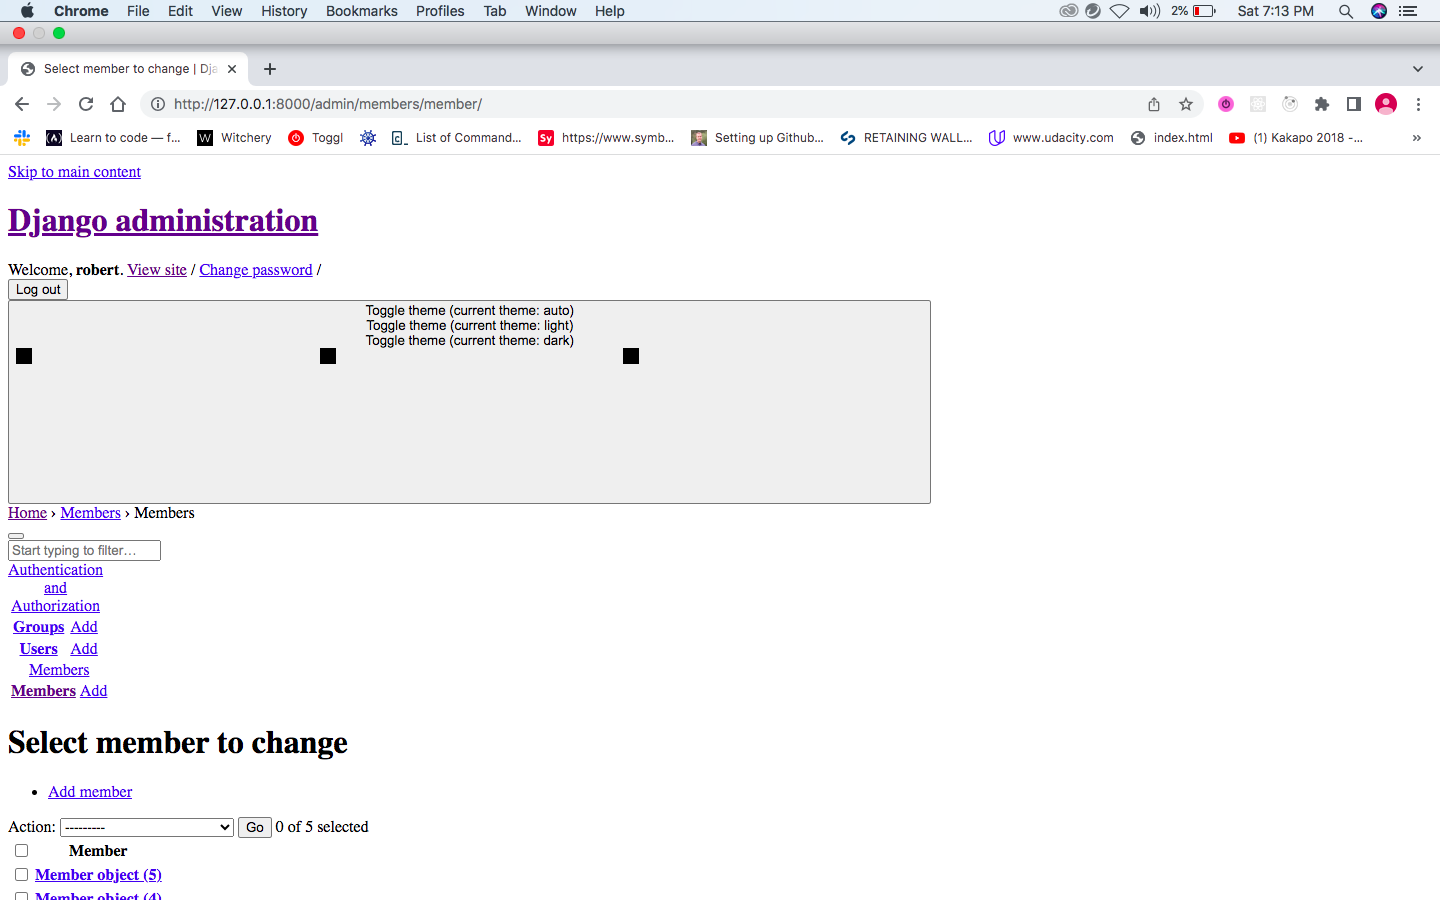 Chrome File Edit View History Bookmarks Profiles Tab Window Help 2% Sat 7:13 PM
Select member to change | Dja
http://127.0.0.1:8000/admin/members/member/
Learn to code — f... Witchery Toggl List of Command... https://www.symb... Setting up Github... RETAINING WALL... www.udacity.com index.html (1) Kakapo 2018 -...
Skip to main content
Django administration
Welcome, robert. View site / Change password /
Log out
Toggle theme (current theme: auto)
Toggle theme (current theme: light)
Toggle theme (current theme: dark)
Home › Members › Members
Start typing to filter…
Authentication
and
Authorization
Groups Add
Users Add
Members
Members Add
Select member to change
Add member
Action: --------- Go 0 of 5 selected
Member
Member object (5)
Member object (4)